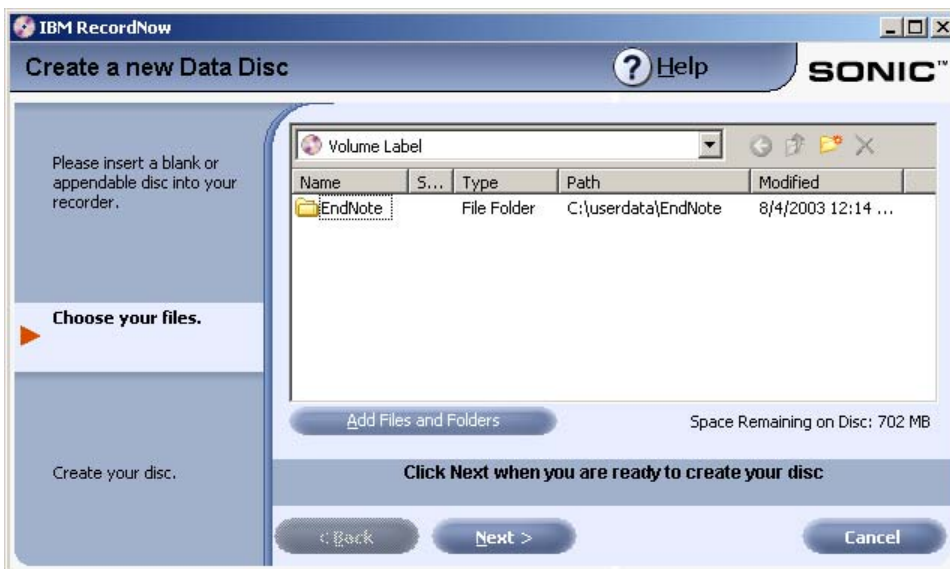 IBM RecordNow
Create a new Data Disc
? Help
SONIC™
Please insert a blank or
appendable disc into your
recorder.
Choose your files.
Create your disc.
Volume Label
Name S... Type Path Modified
EndNote File Folder C:\userdata\EndNote 8/4/2003 12:14 ...
Add Files and Folders
Space Remaining on Disc: 702 MB
Click Next when you are ready to create your disc
< Back
Next >
Cancel